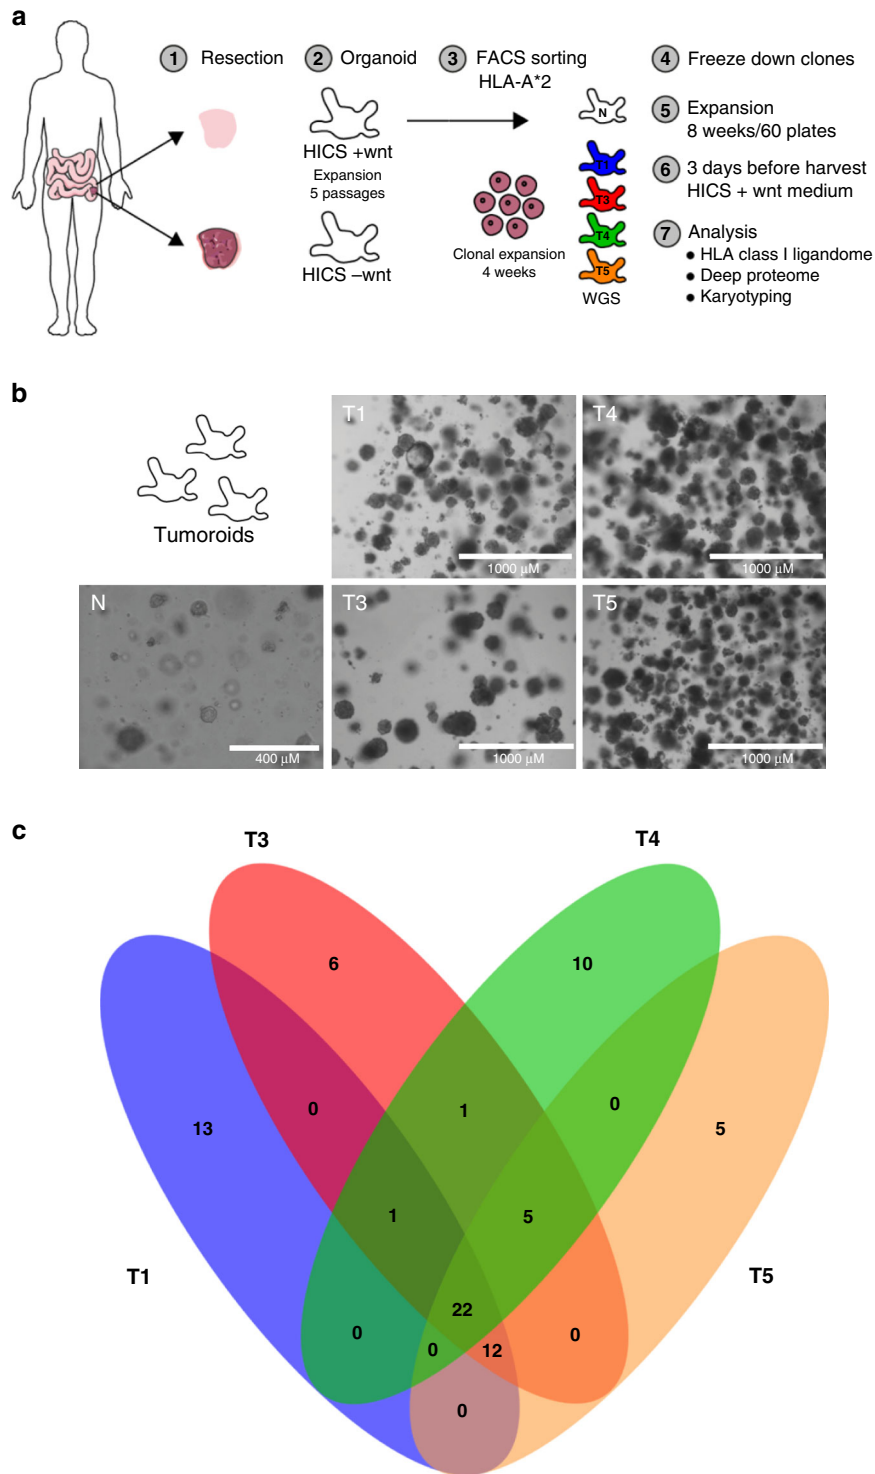 a
1 Resection
2 Organoid
HICS +wnt
Expansion
5 passages
HICS –wnt
3 FACS sorting
HLA-A*2
Clonal expansion
4 weeks
N
T1
T3
T4
T5
WGS
4 Freeze down clones
5 Expansion
8 weeks/60 plates
6 3 days before harvest
HICS + wnt medium
7 Analysis
• HLA class I ligandome
• Deep proteome
• Karyotyping
b
Tumoroids
T1
1000 μM
T4
1000 μM
N
400 μM
T3
1000 μM
T5
1000 μM
c
T3
T4
6
10
0
1
0
13
5
1
5
T1
T5
22
0
0
12
0
0